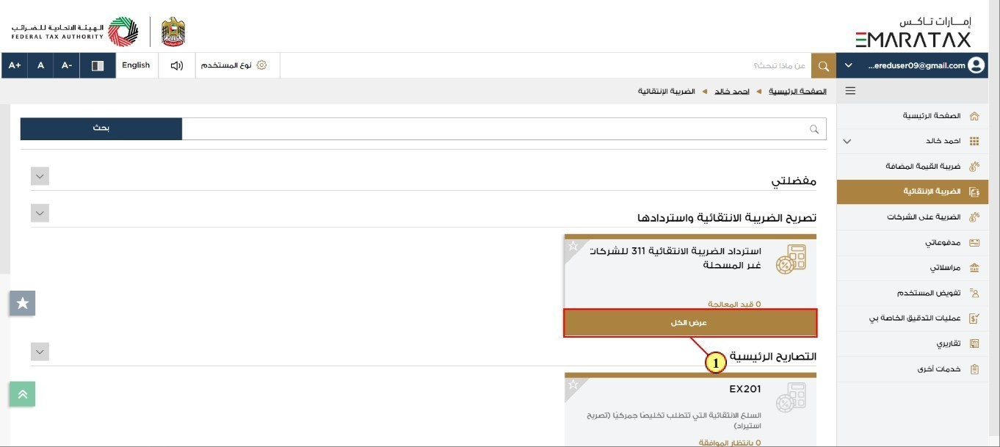 إمارات تاكس
EMARATAX
الهيئة الاتحادية للضرائب
FEDERAL TAX AUTHORITY
...ereduser09@gmail.com
عن ماذا تبحث؟
نوع المستخدم
English
A-
A
A+
الصفحة الرئيسية ◄ احمد خالد ◄ الضريبة الإنتقائية
الصفحة الرئيسية
احمد خالد
ضريبة القيمة المضافة
الضريبة الإنتقائية
الضريبة على الشركات
مدفوعاتي
مراسلاتي
تفويض المستخدم
عمليات التدقيق الخاصة بي
تقاريري
خدمات أخرى
بحث
مفضلتي
تصريح الضريبة الانتقائية واستردادها
استرداد الضريبة الانتقائية 311 للشركات
غير المسجلة
0 قيد المعالجة
عرض الكل
1
التصاريح الرئيسية
EX201
السلع الانتقائية التي تتطلب تخليصًا جمركيًا (تصريح
استيراد)
0 بانتظار الموافقة